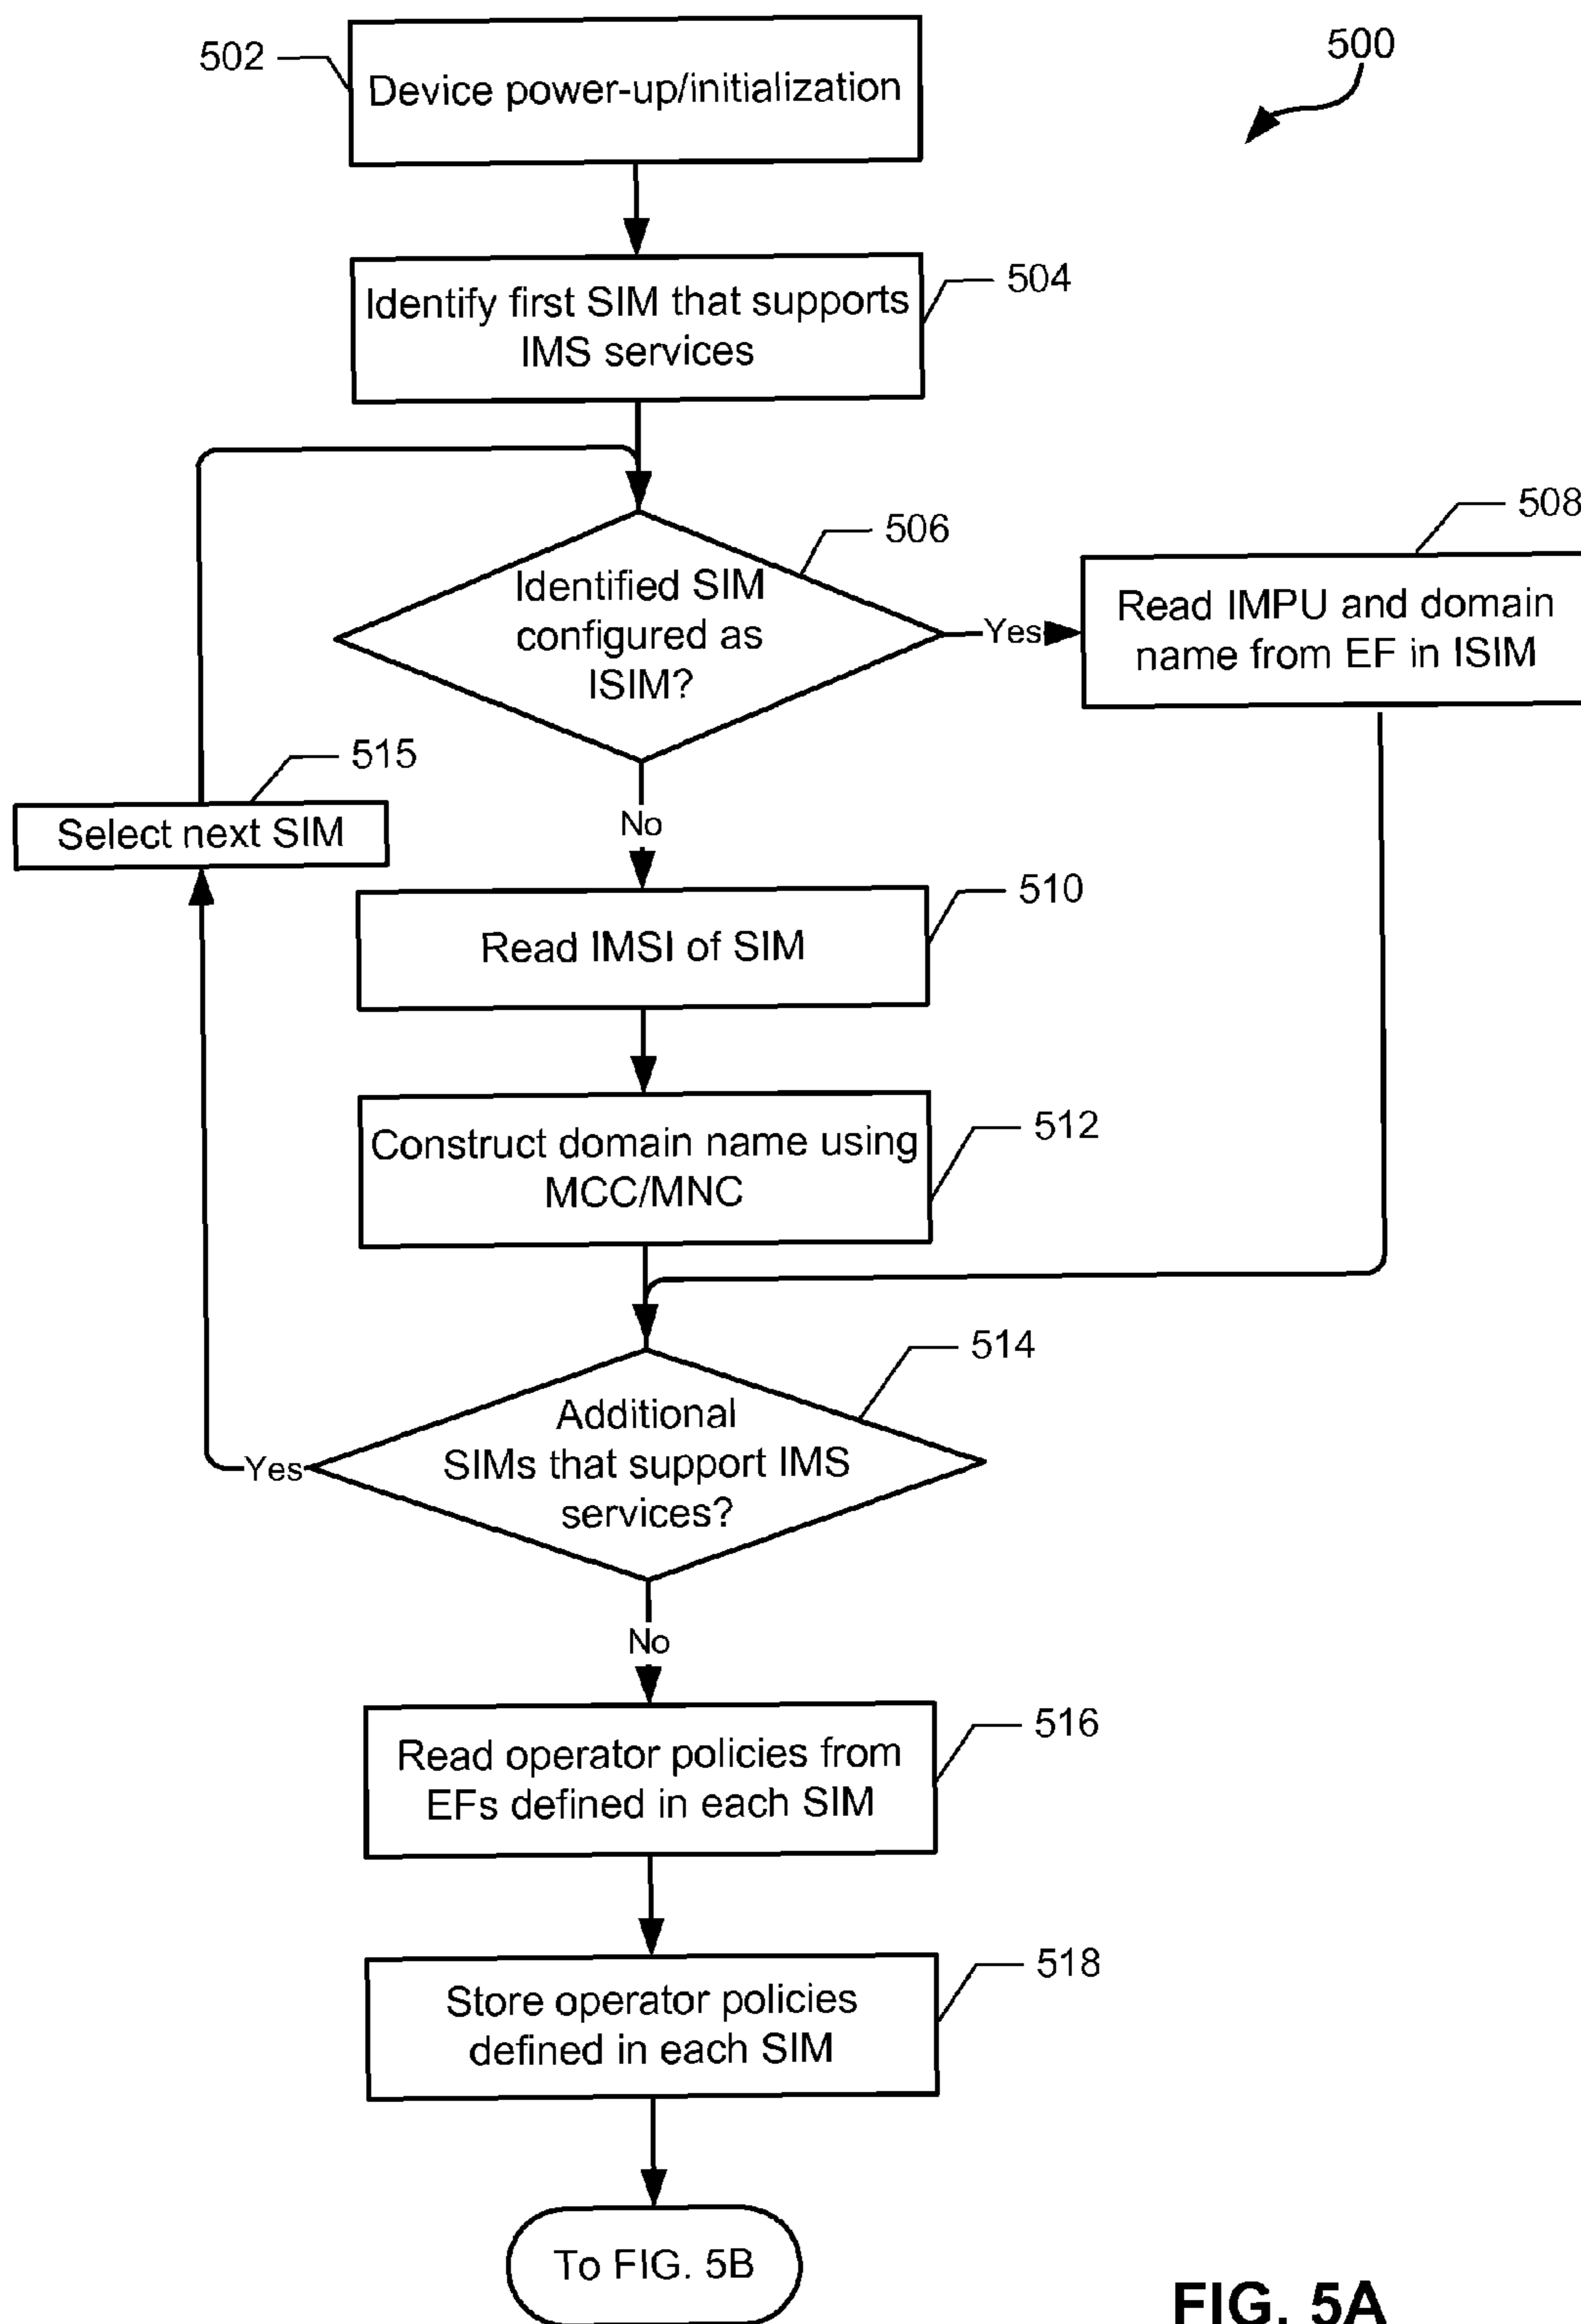 502
Device power-up/initialization
500
Identify first SIM that supports
IMS services
504
506
Identified SIM
configured as
ISIM?
Yes
508
Read IMPU and domain
name from EF in ISIM
515
Select next SIM
No
510
Read IMSI of SIM
512
Construct domain name using
MCC/MNC
514
Additional
SIMs that support IMS
services?
Yes
No
516
Read operator policies from
EFs defined in each SIM
518
Store operator policies
defined in each SIM
To FIG. 5B
FIG. 5A